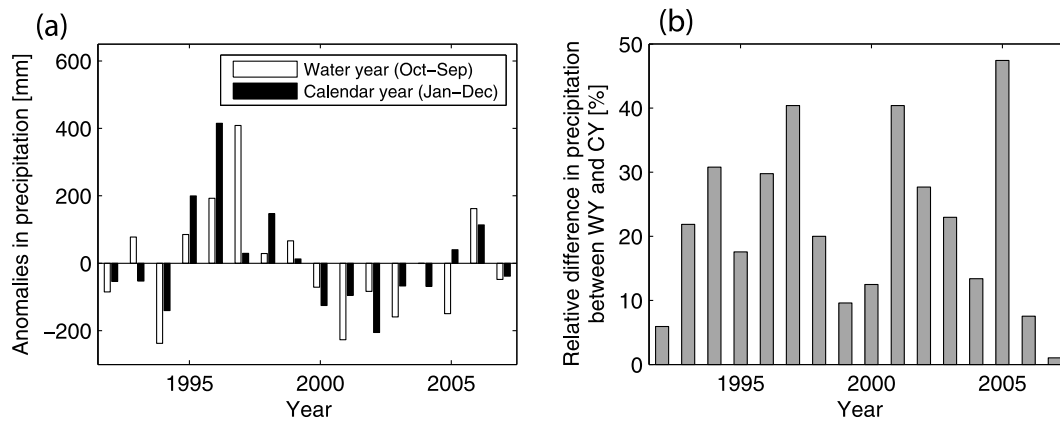 (a)
Anomalies in precipitation [mm]
600
400
200
0
−200
Water year (Oct−Sep)
Calendar year (Jan−Dec)
1995
2000
2005
Year
(b)
Relative difference in precipitation
between WY and CY [%]
50
40
30
20
10
0
1995
2000
2005
Year